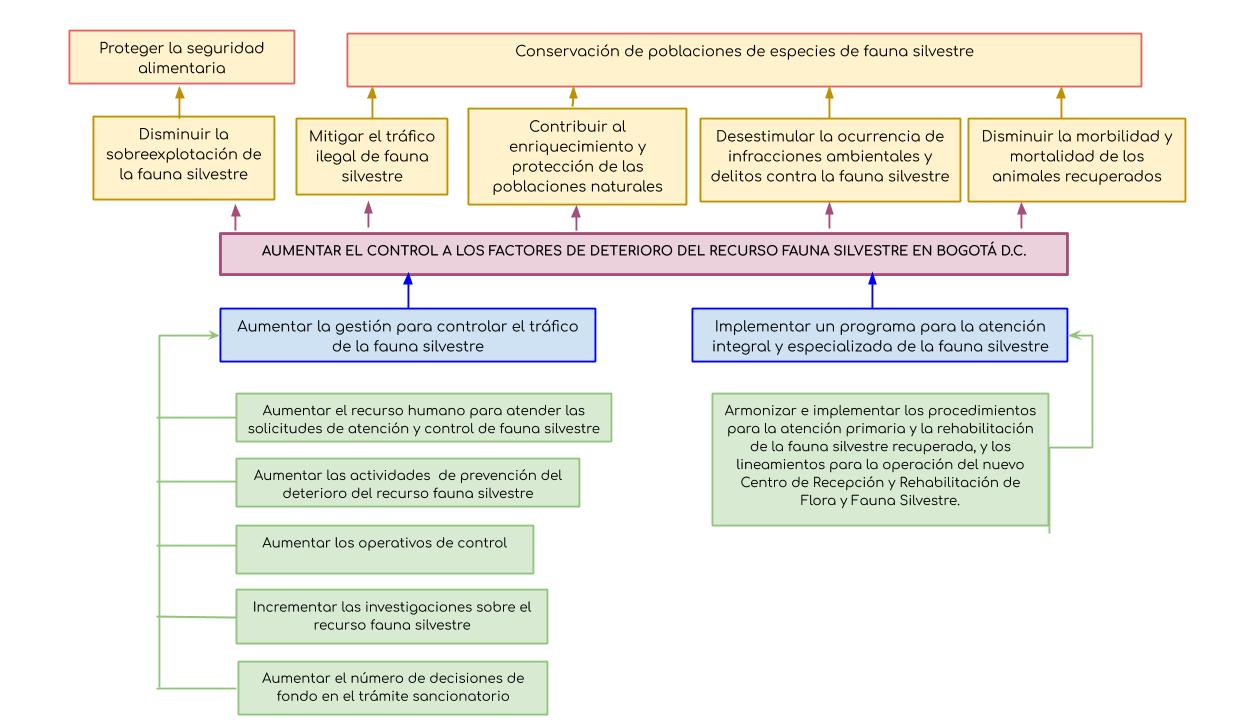 Proteger la seguridad
alimentaria
Conservación de poblaciones de especies de fauna silvestre
Disminuir la
sobreexplotación de
la fauna silvestre
Mitigar el tráfico
ilegal de fauna
silvestre
Contribuir al
enriquecimiento y
protección de las
poblaciones naturales
Desestimular la ocurrencia de
infracciones ambientales y
delitos contra la fauna silvestre
Disminuir la morbilidad y
mortalidad de los
animales recuperados
AUMENTAR EL CONTROL A LOS FACTORES DE DETERIORO DEL RECURSO FAUNA SILVESTRE EN BOGOTÁ D.C.
Aumentar la gestión para controlar el tráfico
de la fauna silvestre
Implementar un programa para la atención
integral y especializada de la fauna silvestre
Aumentar el recurso humano para atender las
solicitudes de atención y control de fauna silvestre
Aumentar las actividades  de prevención del
deterioro del recurso fauna silvestre
Aumentar los operativos de control
Incrementar las investigaciones sobre el
recurso fauna silvestre
Aumentar el número de decisiones de
fondo en el trámite sancionatorio
Armonizar e implementar los procedimientos
para la atención primaria y la rehabilitación
de la fauna silvestre recuperada, y los
lineamientos para la operación del nuevo
Centro de Recepción y Rehabilitación de
Flora y Fauna Silvestre.